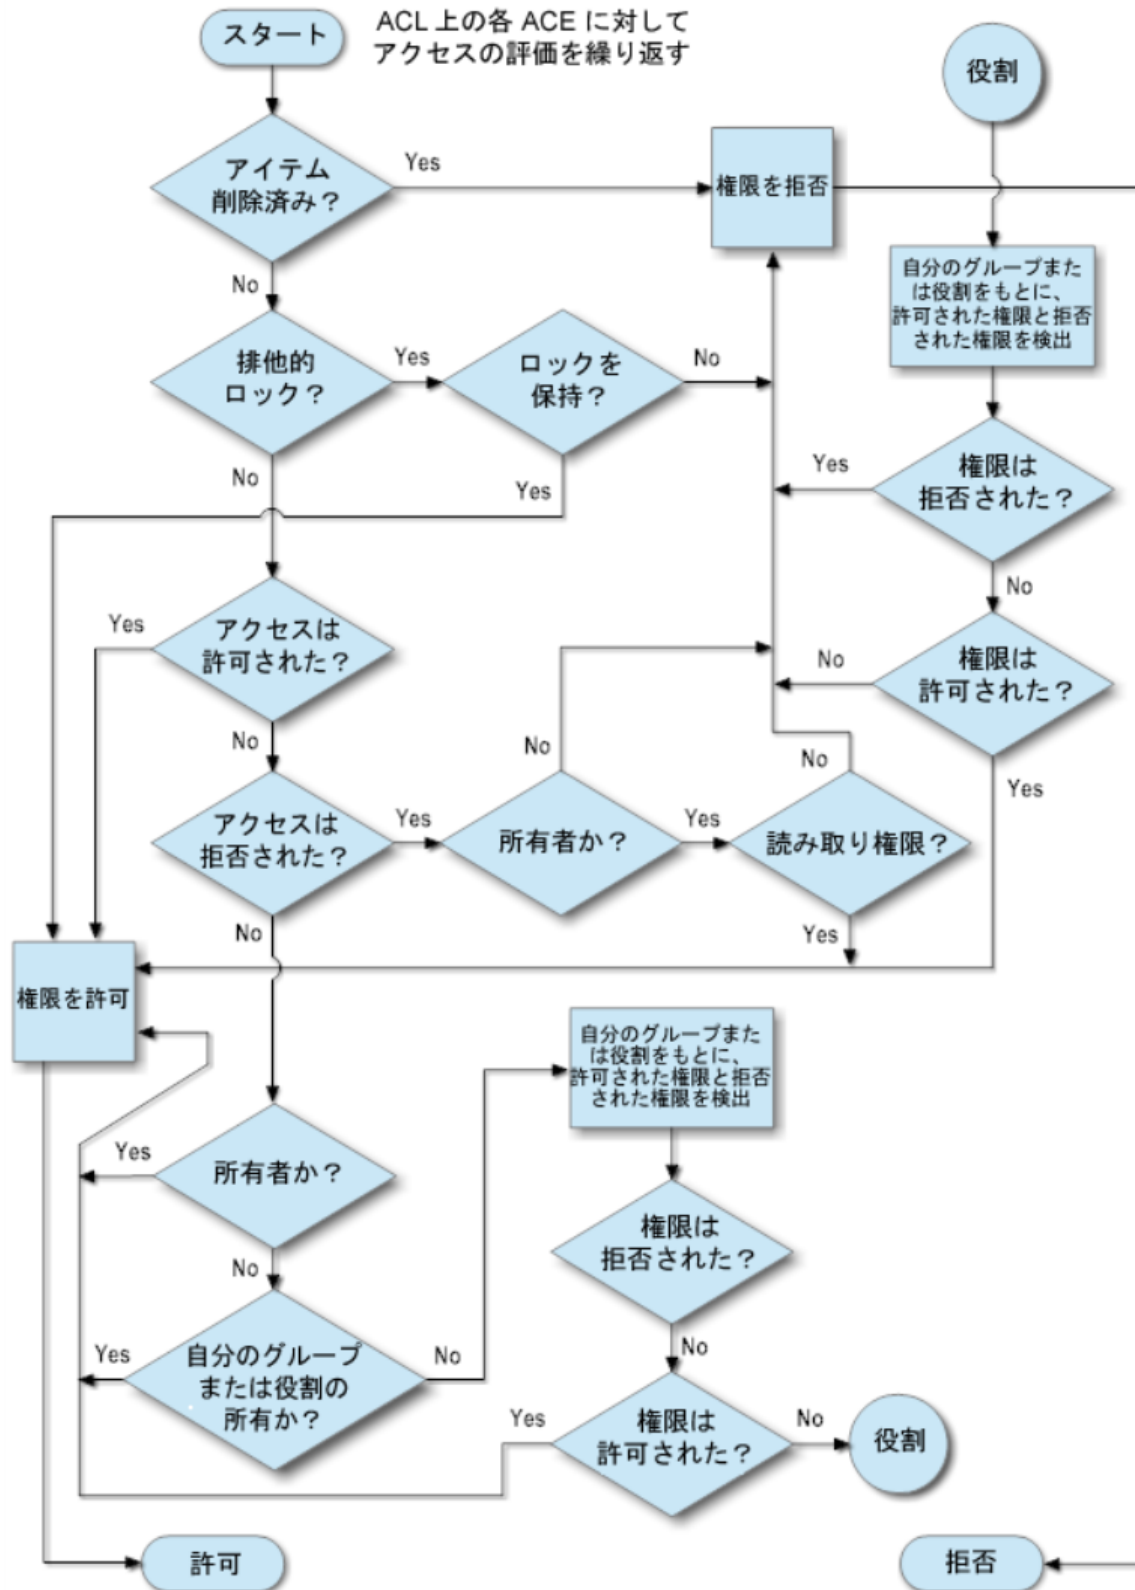 スタート
ACL 上の各 ACE に対して
アクセスの評価を繰り返す
役割
アイテム
削除済み？
Yes
権限を拒否
No
自分のグループまた
は役割をもとに、
許可された権限と拒否
された権限を検出
排他的
ロック？
Yes
ロックを
保持？
No
No
Yes
権限は
拒否された？
Yes
No
アクセスは
許可された？
Yes
No
権限は
許可された？
No
Yes
アクセスは
拒否された？
Yes
所有者か？
No
Yes
読み取り権限？
No
Yes
No
権限を許可
自分のグループまた
は役割をもとに、
許可された権限と拒否
された権限を検出
所有者か？
Yes
No
権限は
拒否された？
No
自分のグループ
または役割の
所有か？
Yes
No
権限は
許可された？
Yes
No
役割
許可
拒否